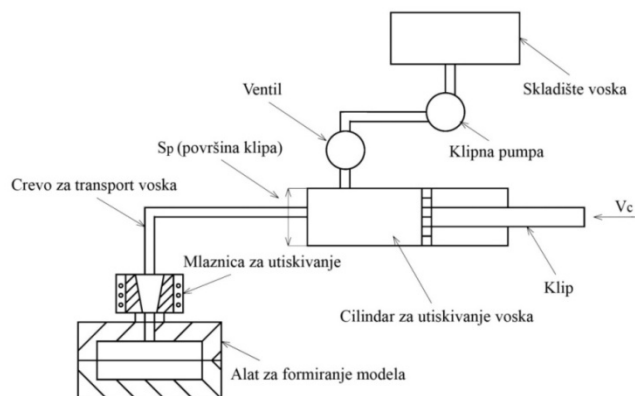 Skladište voska
Ventil
Klipna pumpa
Sp (površina klipa)
Crevo za transport voska
Vc
Mlaznica za utiskivanje
Klip
Cilindar za utiskivanje voska
Alat za formiranje modela